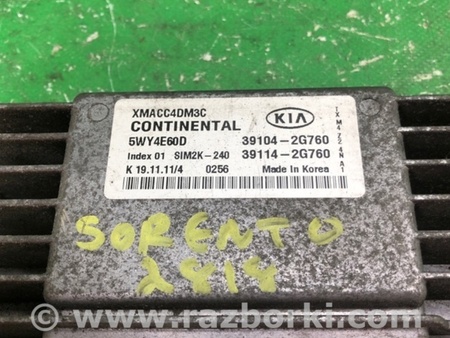 XMACC4DM3C
CONTINENTAL
KIA
5WY4E60D 39104-2G760
Index 01 SIM2K-240 39114-2G760
K 19.11.11/4 0256 Made In Korea
SORENTO
2414
© www.razborki.com/